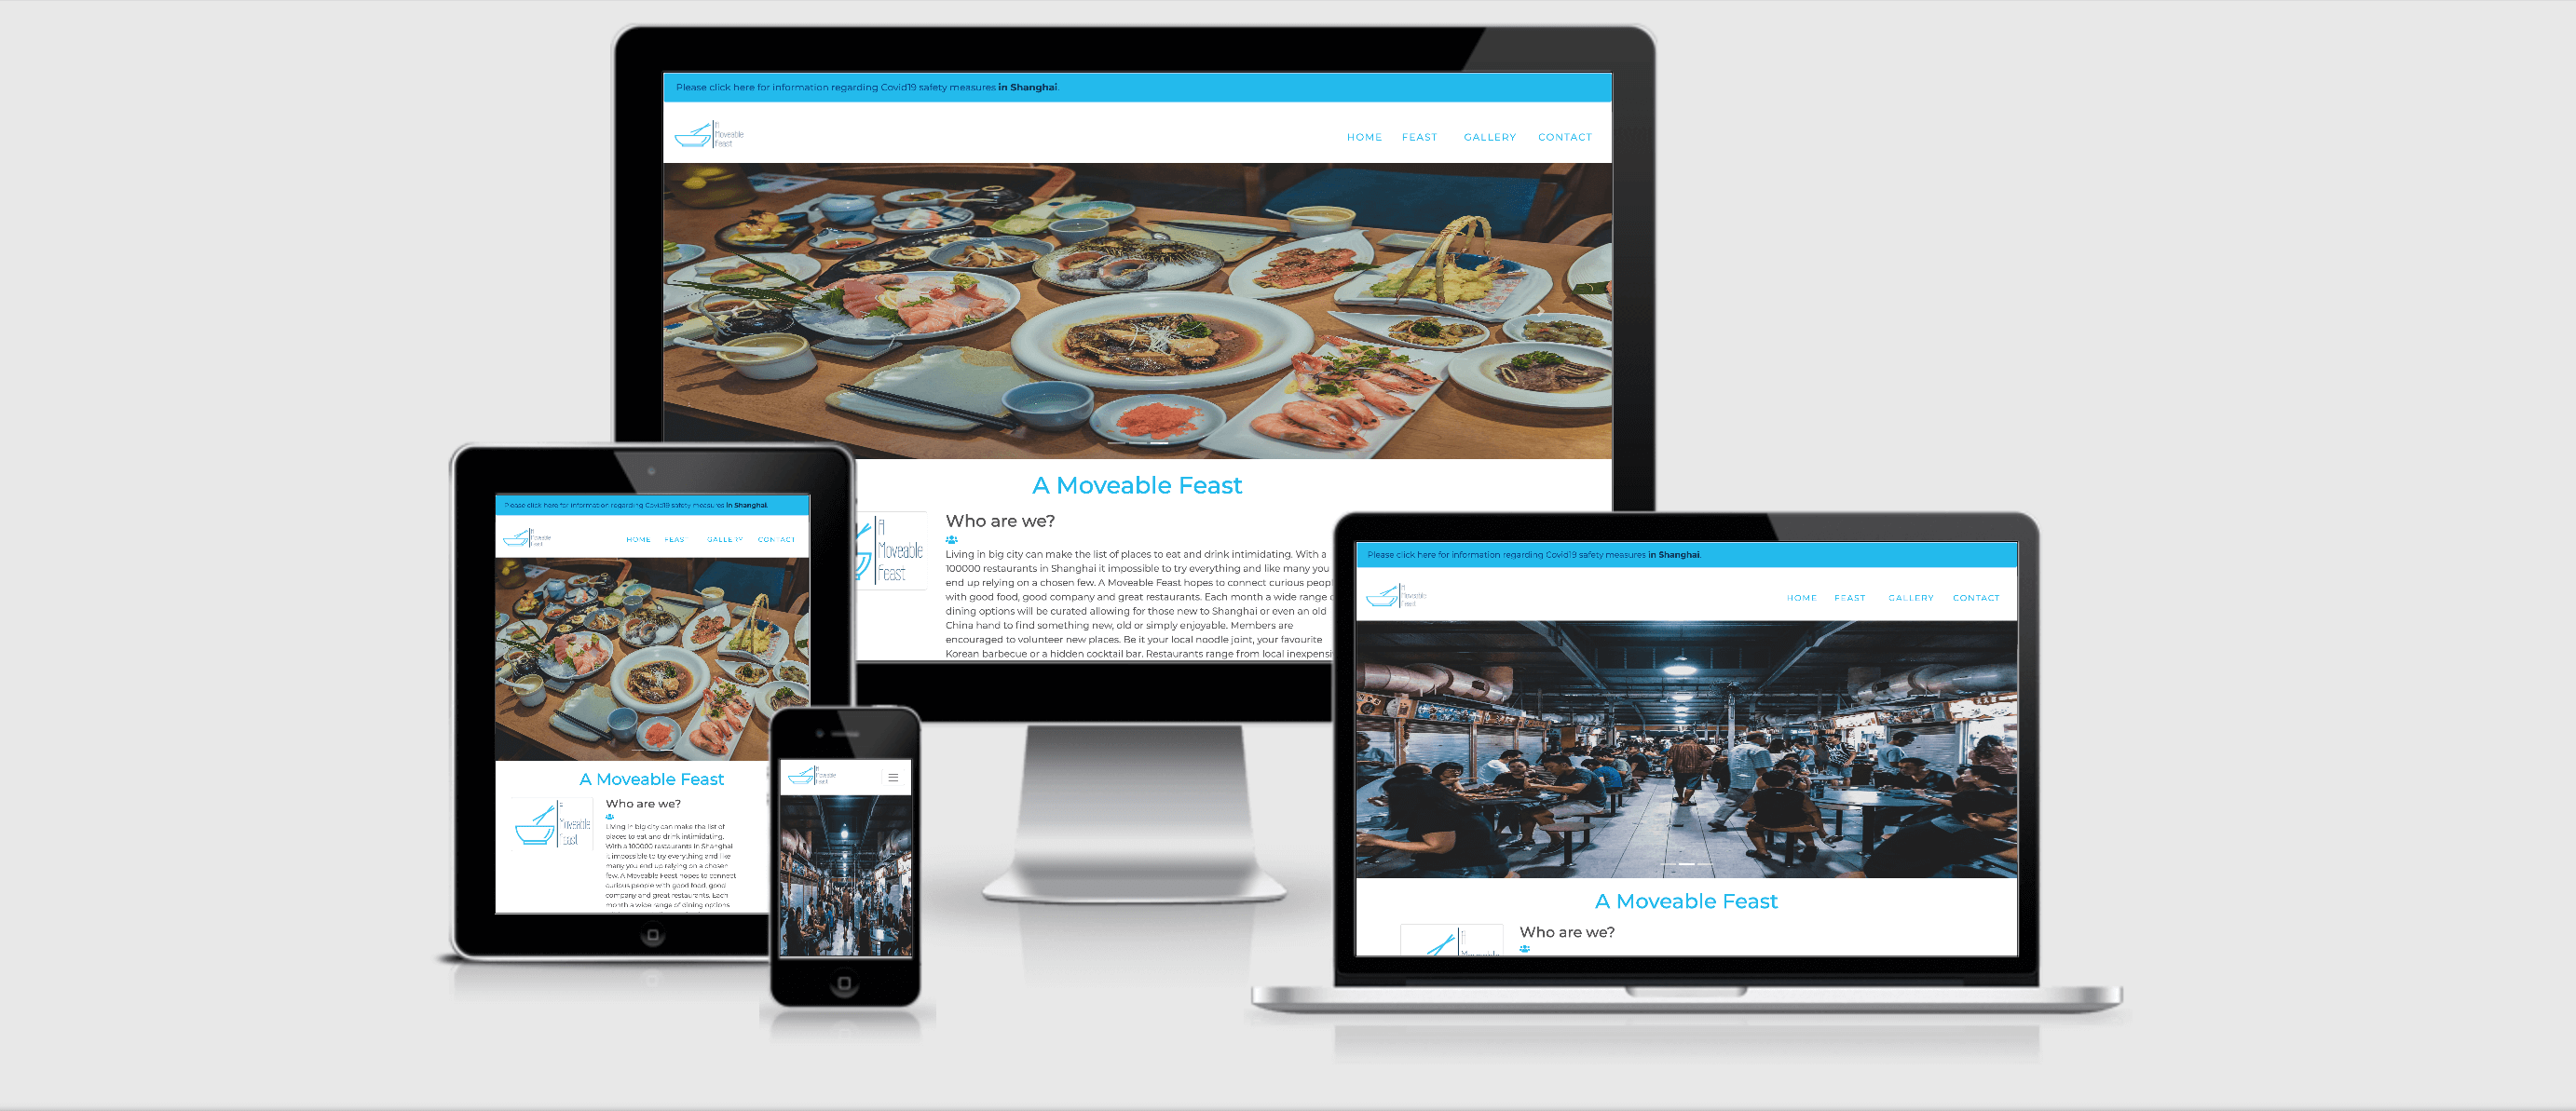 Please click here for information regarding Covid19 safety measures in Shanghai.
A
Moveable
Feast
HOME FEAST GALLERY CONTACT
A Moveable Feast
A
Moveable
Feast
Who are we?
Living in big city can make the list of places to eat and drink intimidating. With a
100000 restaurants in Shanghai it impossible to try everything and like many you
end up relying on a chosen few. A Moveable Feast hopes to connect curious peopl
with good food, good company and great restaurants. Each month a wide range
dining options will be curated allowing for those new to Shanghai or even an old
China hand to find something new, old or simply enjoyable. Members are
encouraged to volunteer new places. Be it your local noodle joint, your favourite
Korean barbecue or a hidden cocktail bar. Restaurants range from local inexpensi
Please click here for information regarding Covid19 safety measures in Shanghai.
A
Moveable
Feast
HOME FEAS GALLERY CONTACT
A Moveable Feast
A
Moveable
Feast
Who are we?
Living in big city can make the list of
places to eat and drink intimidating.
With a 100000 restaurants in Shanghai
it impossible to try everything and like
many you end up relying on a chosen
few. A Moveable Feast hopes to connect
curious people with good food, good
company and great restaurants. Each
month a wide range of dining options
A
Moveable
Feast
Please click here for information regarding Covid19 safety measures in Shanghai.
A
Moveable
Feast
HOME FEAST GALLERY CONTACT
A Moveable Feast
A
Moveable
Who are we?